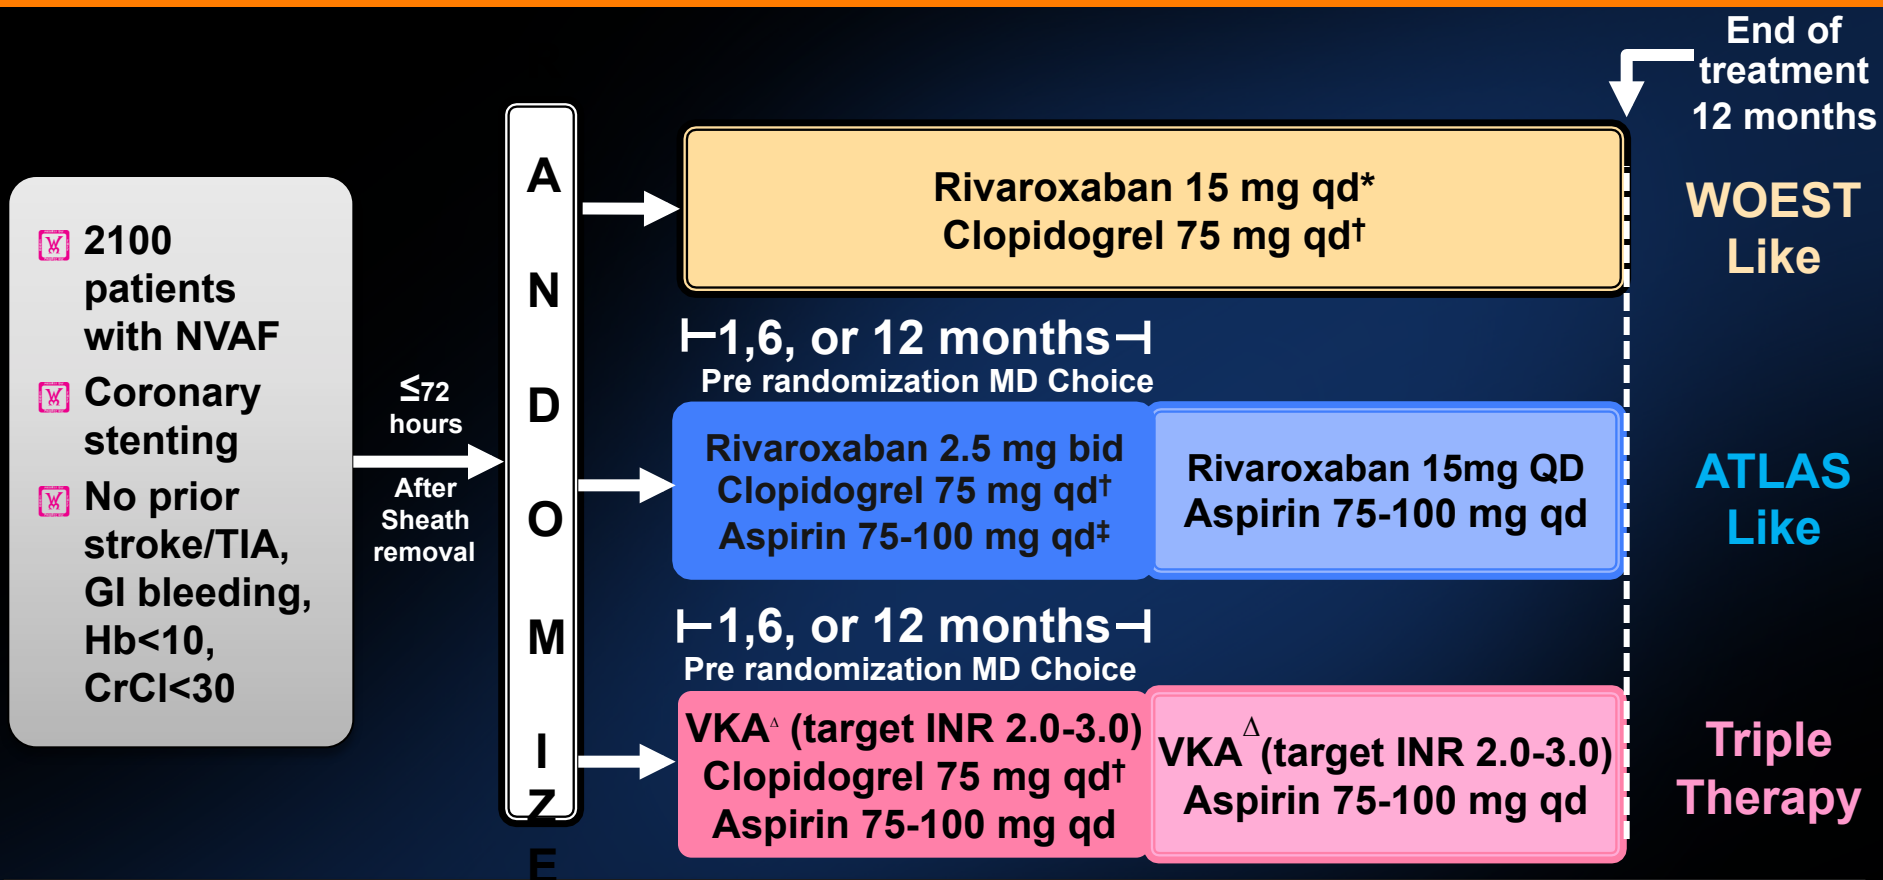 End of
treatment
12 months
2100
patients
with NVAF
Coronary
stenting
No prior
stroke/TIA,
GI bleeding,
Hb<10,
CrCl<30
≤72
hours
After
Sheath
removal
A
N
D
O
M
I
Z
E
Rivaroxaban 15 mg qd*
Clopidogrel 75 mg qd†
WOEST
Like
1,6, or 12 months
Pre randomization MD Choice
Rivaroxaban 2.5 mg bid
Clopidogrel 75 mg qd†
Aspirin 75-100 mg qd‡
Rivaroxaban 15mg QD
Aspirin 75-100 mg qd
ATLAS
Like
1,6, or 12 months
Pre randomization MD Choice
VKAΔ (target INR 2.0-3.0)
Clopidogrel 75 mg qd†
Aspirin 75-100 mg qd
VKAΔ(target INR 2.0-3.0)
Aspirin 75-100 mg qd
Triple
Therapy